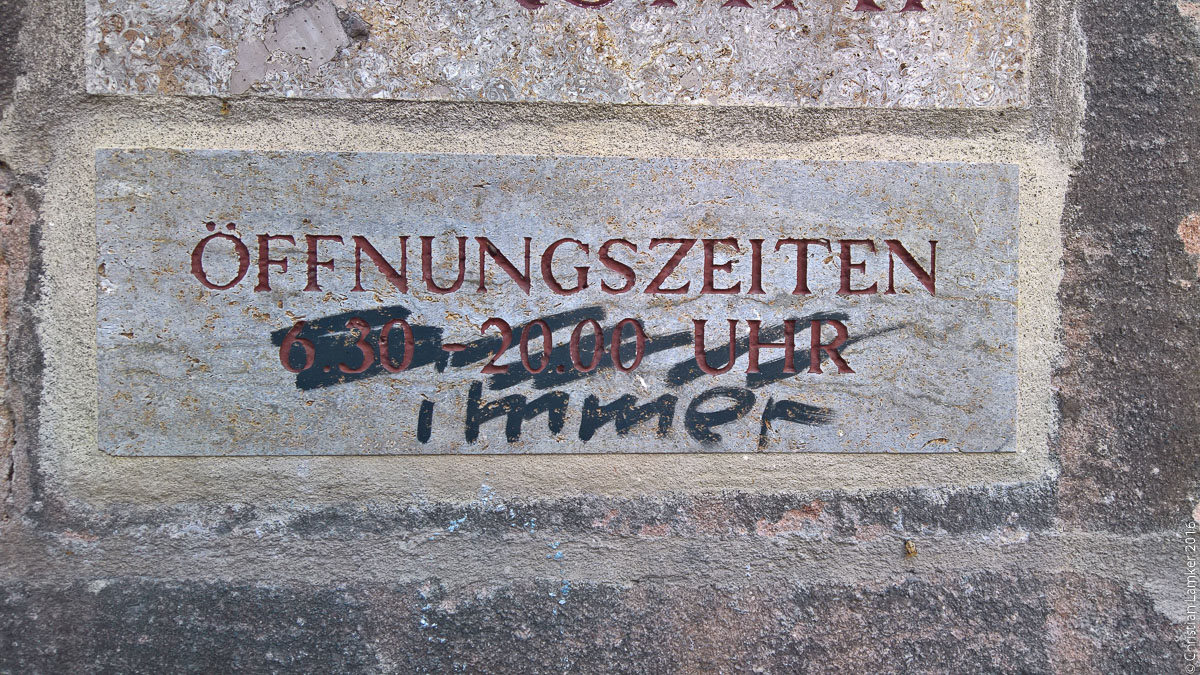 ÖFFNUNGSZEITEN
6.30 - 20.00 UHR
immer
© Christian Lamker 2016